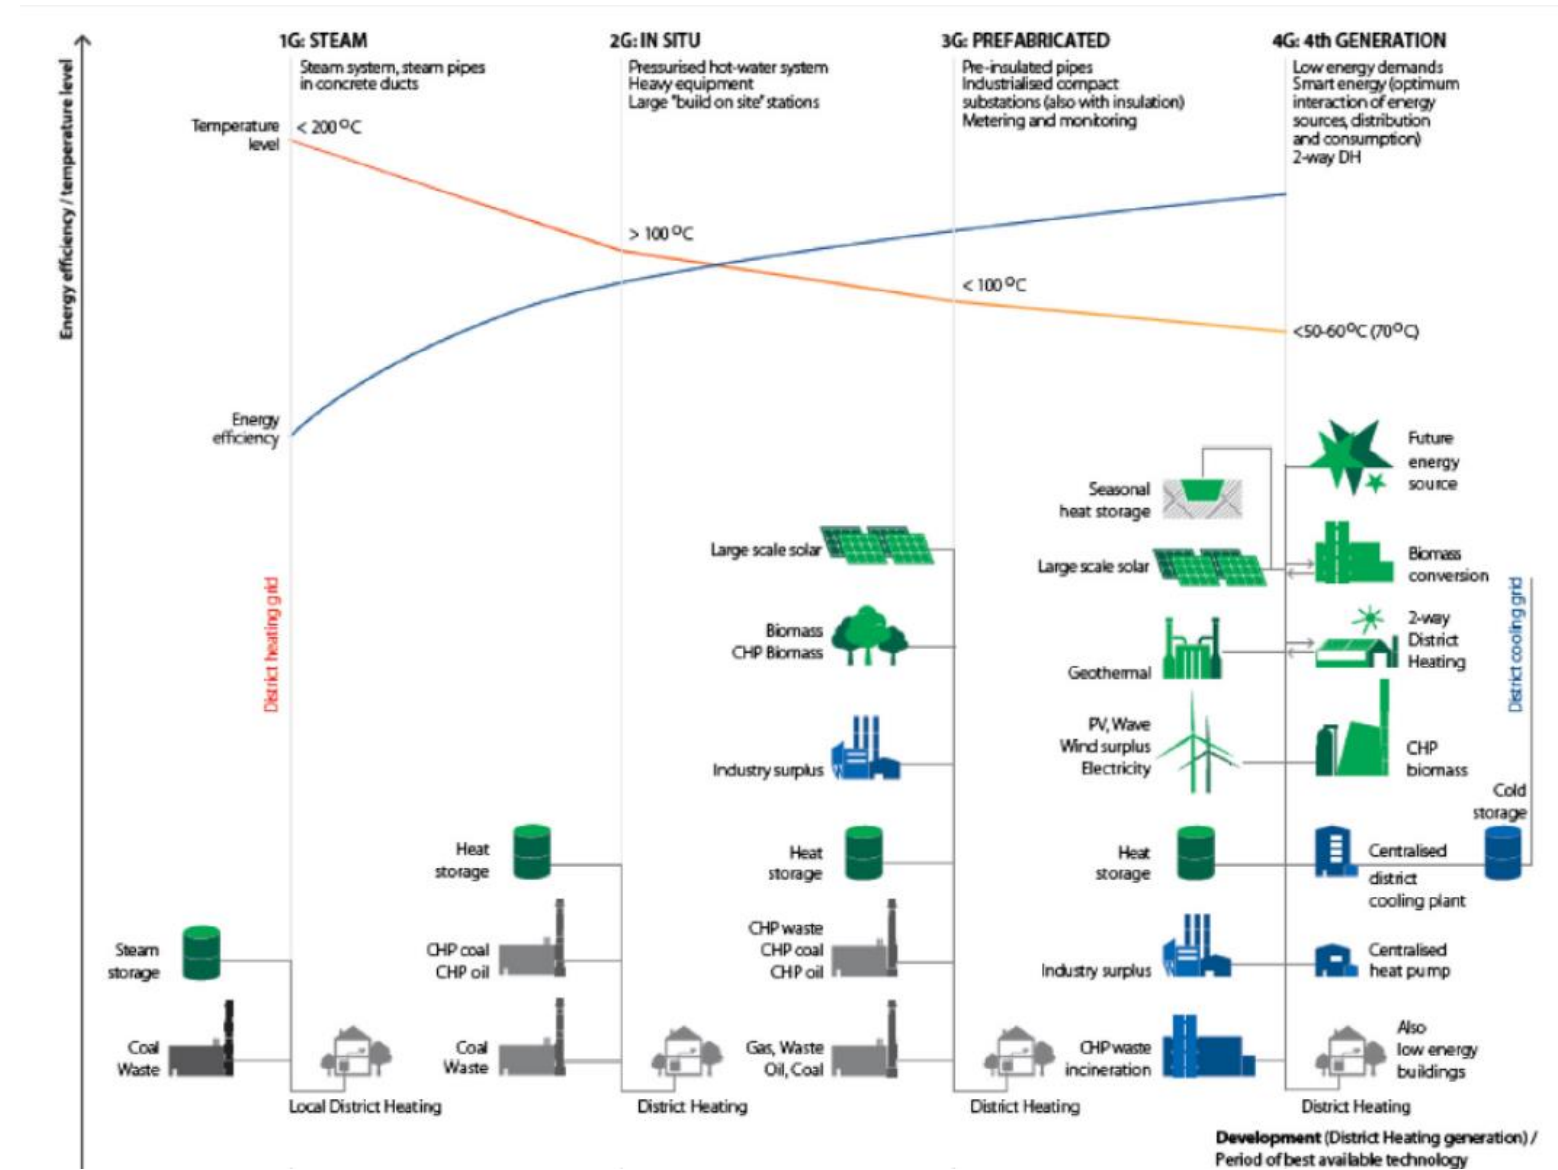 1G: STEAM
Steam system, steam pipes
in concrete ducts
2G: IN SITU
Pressurised hot-water system
Heavy equipment
Large "build on site" stations
3G: PREFABRICATED
Pre-insulated pipes
Industrialised compact
substations (also with insulation)
Metering and monitoring
4G: 4th GENERATION
Low energy demands
Smart energy (optimum
interaction of energy
sources, distribution
and consumption)
2-way DH
Energy efficiency / temperature level
Temperature
level
< 200 °C
> 100 °C
< 100 °C
<50-60°C (70°C)
Energy
efficiency
District heating grid
Steam
storage
Coal
Waste
Local District Heating
Heat
storage
CHP coal
CHP oil
Coal
Waste
District Heating
Large scale solar
Biomass
CHP Biomass
Industry surplus
Heat
storage
CHP waste
CHP coal
CHP oil
Gas, Waste
Oil, Coal
District Heating
Seasonal
heat storage
Large scale solar
Geothermal
PV, Wave
Wind surplus
Electricity
Heat
storage
Industry surplus
CHP waste
incineration
Future
energy
source
Biomass
conversion
2-way
District
Heating
CHP
biomass
Cold
storage
Centralised
district
cooling plant
Centralised
heat pump
Also
low energy
buildings
District cooling grid
District Heating
Development (District Heating generation) /
Period of best available technology